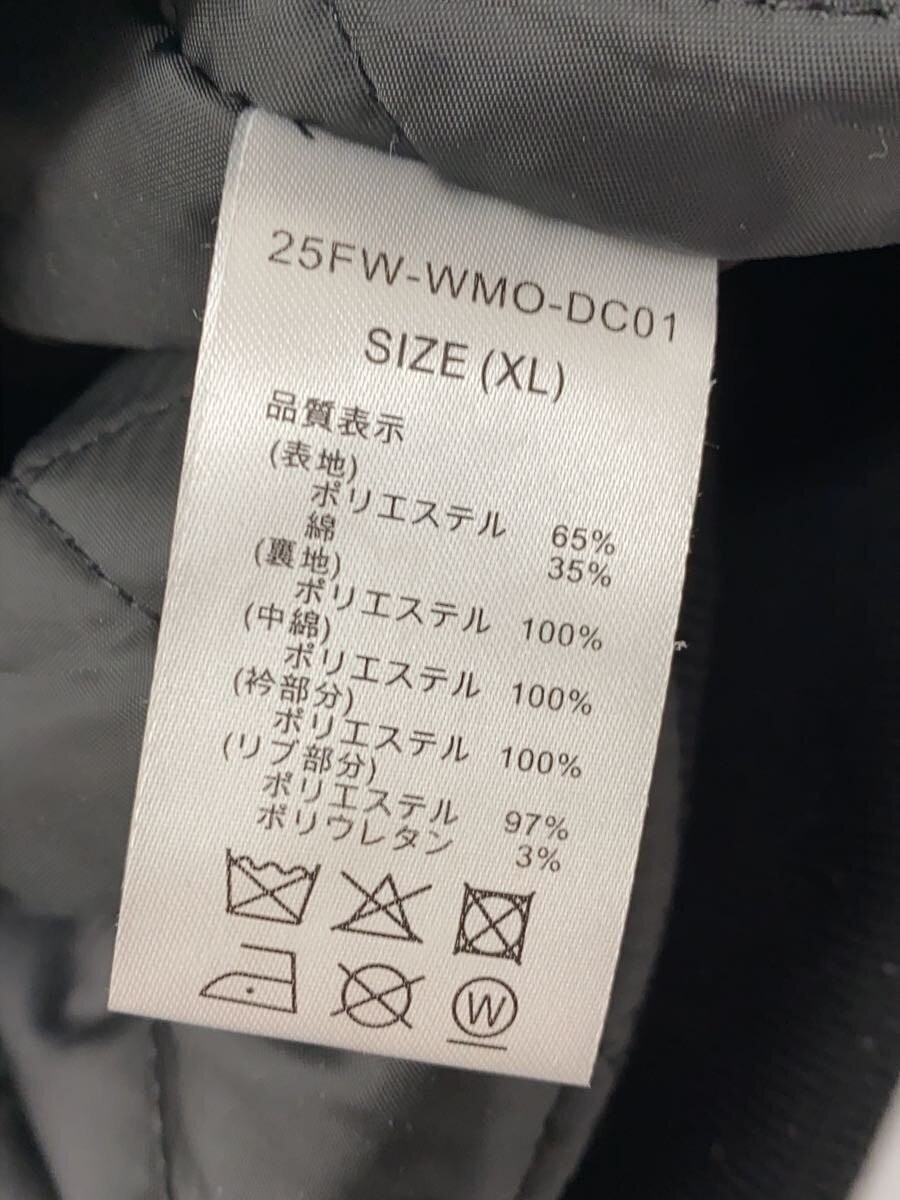 25FW-WMO-DC01
SIZE (XL)
品質表示
(表地)
ポリエステル 65%
綿 35%
(裏地)
ポリエステル 100%
(中綿)
ポリエステル 100%
(衿部分)
ポリエステル 100%
(リブ部分)
ポリエステル 97%
ポリウレタン 3%
W